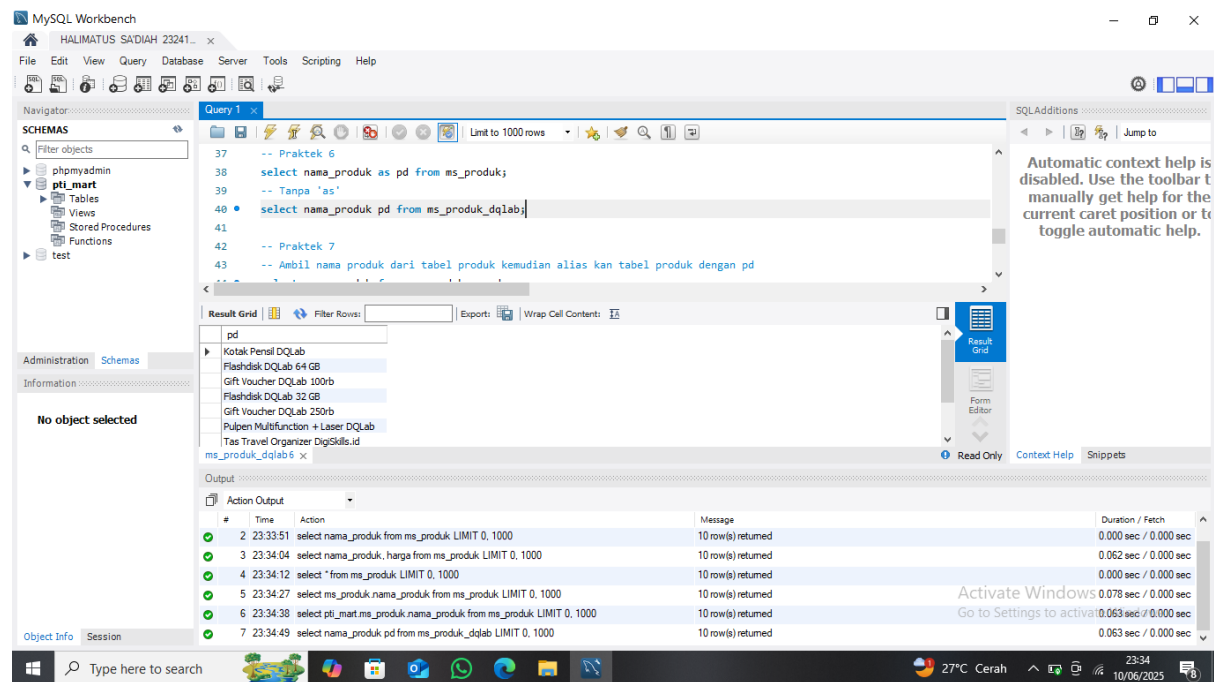 MySQL Workbench
HALIMATUS SA'DIAH 23241...
File Edit View Query Database Server Tools Scripting Help
Navigator
SCHEMAS
Filter objects
phpmyadmin
pti_mart
Tables
Views
Stored Procedures
Functions
test
Administration Schemas
Information
No object selected
Object Info Session
Query 1
Limit to 1000 rows
37 -- Praktek 6
38 select nama_produk as pd from ms_produk;
39 -- Tanpa 'as'
40 select nama_produk pd from ms_produk_dqlab;
41
42 -- Praktek 7
43 -- Ambil nama produk dari tabel produk kemudian alias kan tabel produk dengan pd
Result Grid Filter Rows: Export: Wrap Cell Content:
pd
Kotak Pensil DQLab
Flashdisk DQLab 64 GB
Gift Voucher DQLab 100rb
Flashdisk DQLab 32 GB
Gift Voucher DQLab 250rb
Pulpen Multifunction + Laser DQLab
Tas Travel Organizer DigiSkills.id
Result Grid
Form Editor
ms_produk_dqlab6
Read Only
SQLAdditions
Jump to
Automatic context help is
disabled. Use the toolbar t
manually get help for the
current caret position or to
toggle automatic help.
Context Help Snippets
Output
Action Output
# Time Action Message Duration / Fetch
2 23:33:51 select nama_produk from ms_produk LIMIT 0, 1000 10 row(s) returned 0.000 sec / 0.000 sec
3 23:34:04 select nama_produk, harga from ms_produk LIMIT 0, 1000 10 row(s) returned 0.062 sec / 0.000 sec
4 23:34:12 select * from ms_produk LIMIT 0, 1000 10 row(s) returned 0.000 sec / 0.000 sec
5 23:34:27 select ms_produk.nama_produk from ms_produk LIMIT 0, 1000 10 row(s) returned 0.078 sec / 0.000 sec
6 23:34:38 select pti_mart.ms_produk.nama_produk from ms_produk LIMIT 0, 1000 10 row(s) returned 0.063 sec / 0.000 sec
7 23:34:49 select nama_produk pd from ms_produk_dqlab LIMIT 0, 1000 10 row(s) returned 0.063 sec / 0.000 sec
Activate Windows
Go to Settings to activate Windows.
Type here to search
27°C Cerah
23:34
10/06/2025
8